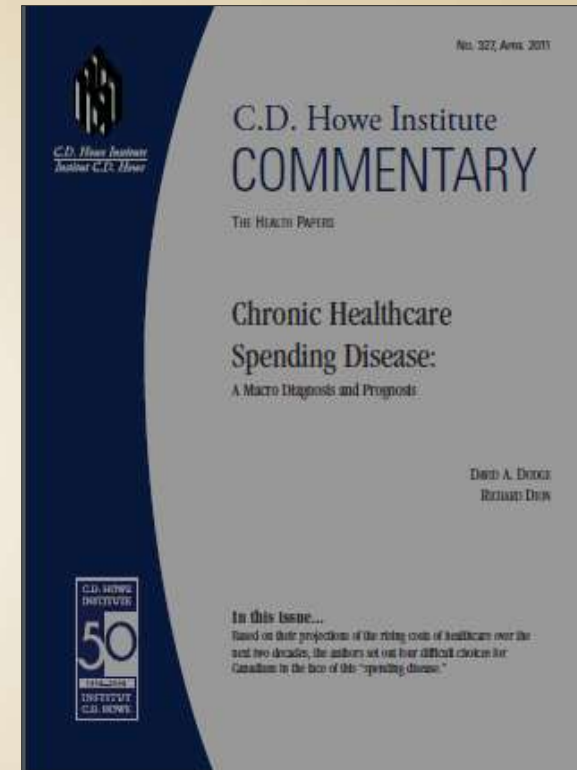 No. 327, APRIL 2011
C.D. Howe Institute
Institut C.D. Howe
C.D. Howe Institute
COMMENTARY
THE HEALTH PAPERS
Chronic Healthcare
Spending Disease:
A Macro Diagnosis and Prognosis
DAVID A. DODGE
RICHARD DION
C.D. HOWE
INSTITUTE
50
INSTITUT
C.D. HOWE
In this Issue...
Based on their projections of the rising costs of healthcare over the
next two decades, the authors set out four difficult choices for
Canadians in the face of this "spending disease."